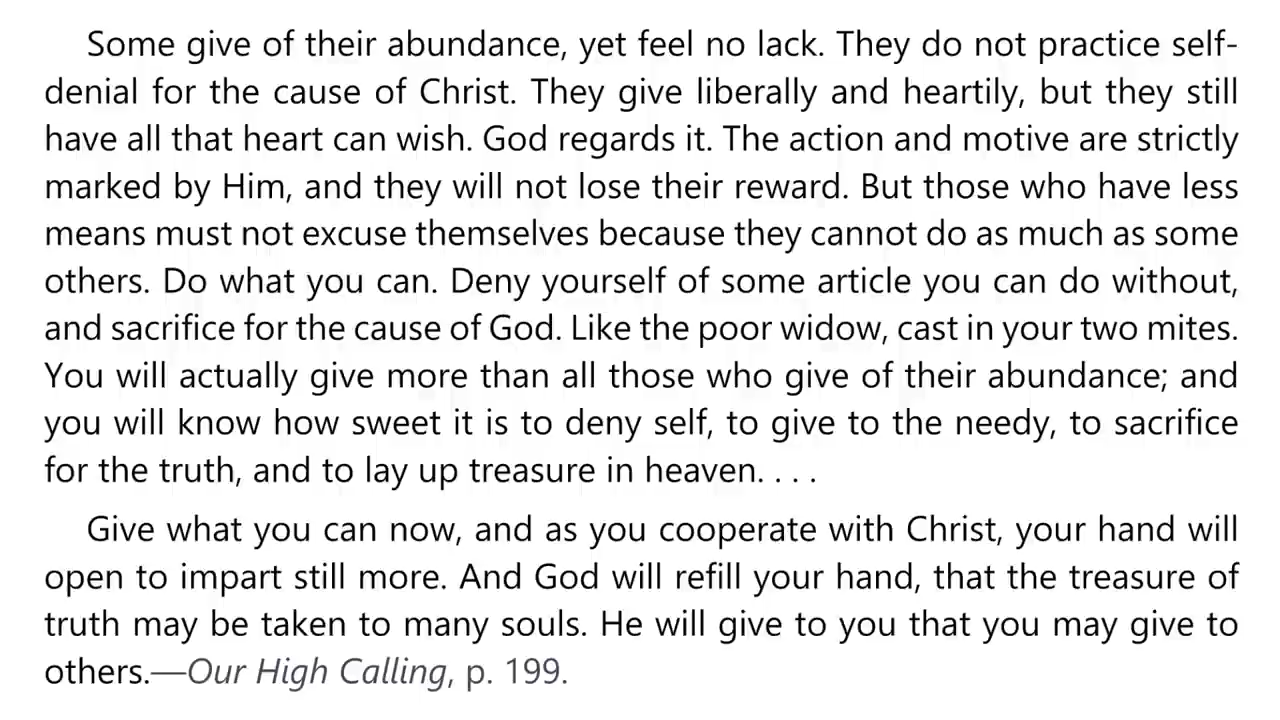 Some give of their abundance, yet feel no lack. They do not practice self-
denial for the cause of Christ. They give liberally and heartily, but they still
have all that heart can wish. God regards it. The action and motive are strictly
marked by Him, and they will not lose their reward. But those who have less
means must not excuse themselves because they cannot do as much as some
others. Do what you can. Deny yourself of some article you can do without,
and sacrifice for the cause of God. Like the poor widow, cast in your two mites.
You will actually give more than all those who give of their abundance; and
you will know how sweet it is to deny self, to give to the needy, to sacrifice
for the truth, and to lay up treasure in heaven. . . .
Give what you can now, and as you cooperate with Christ, your hand will
open to impart still more. And God will refill your hand, that the treasure of
truth may be taken to many souls. He will give to you that you may give to
others.—Our High Calling, p. 199.